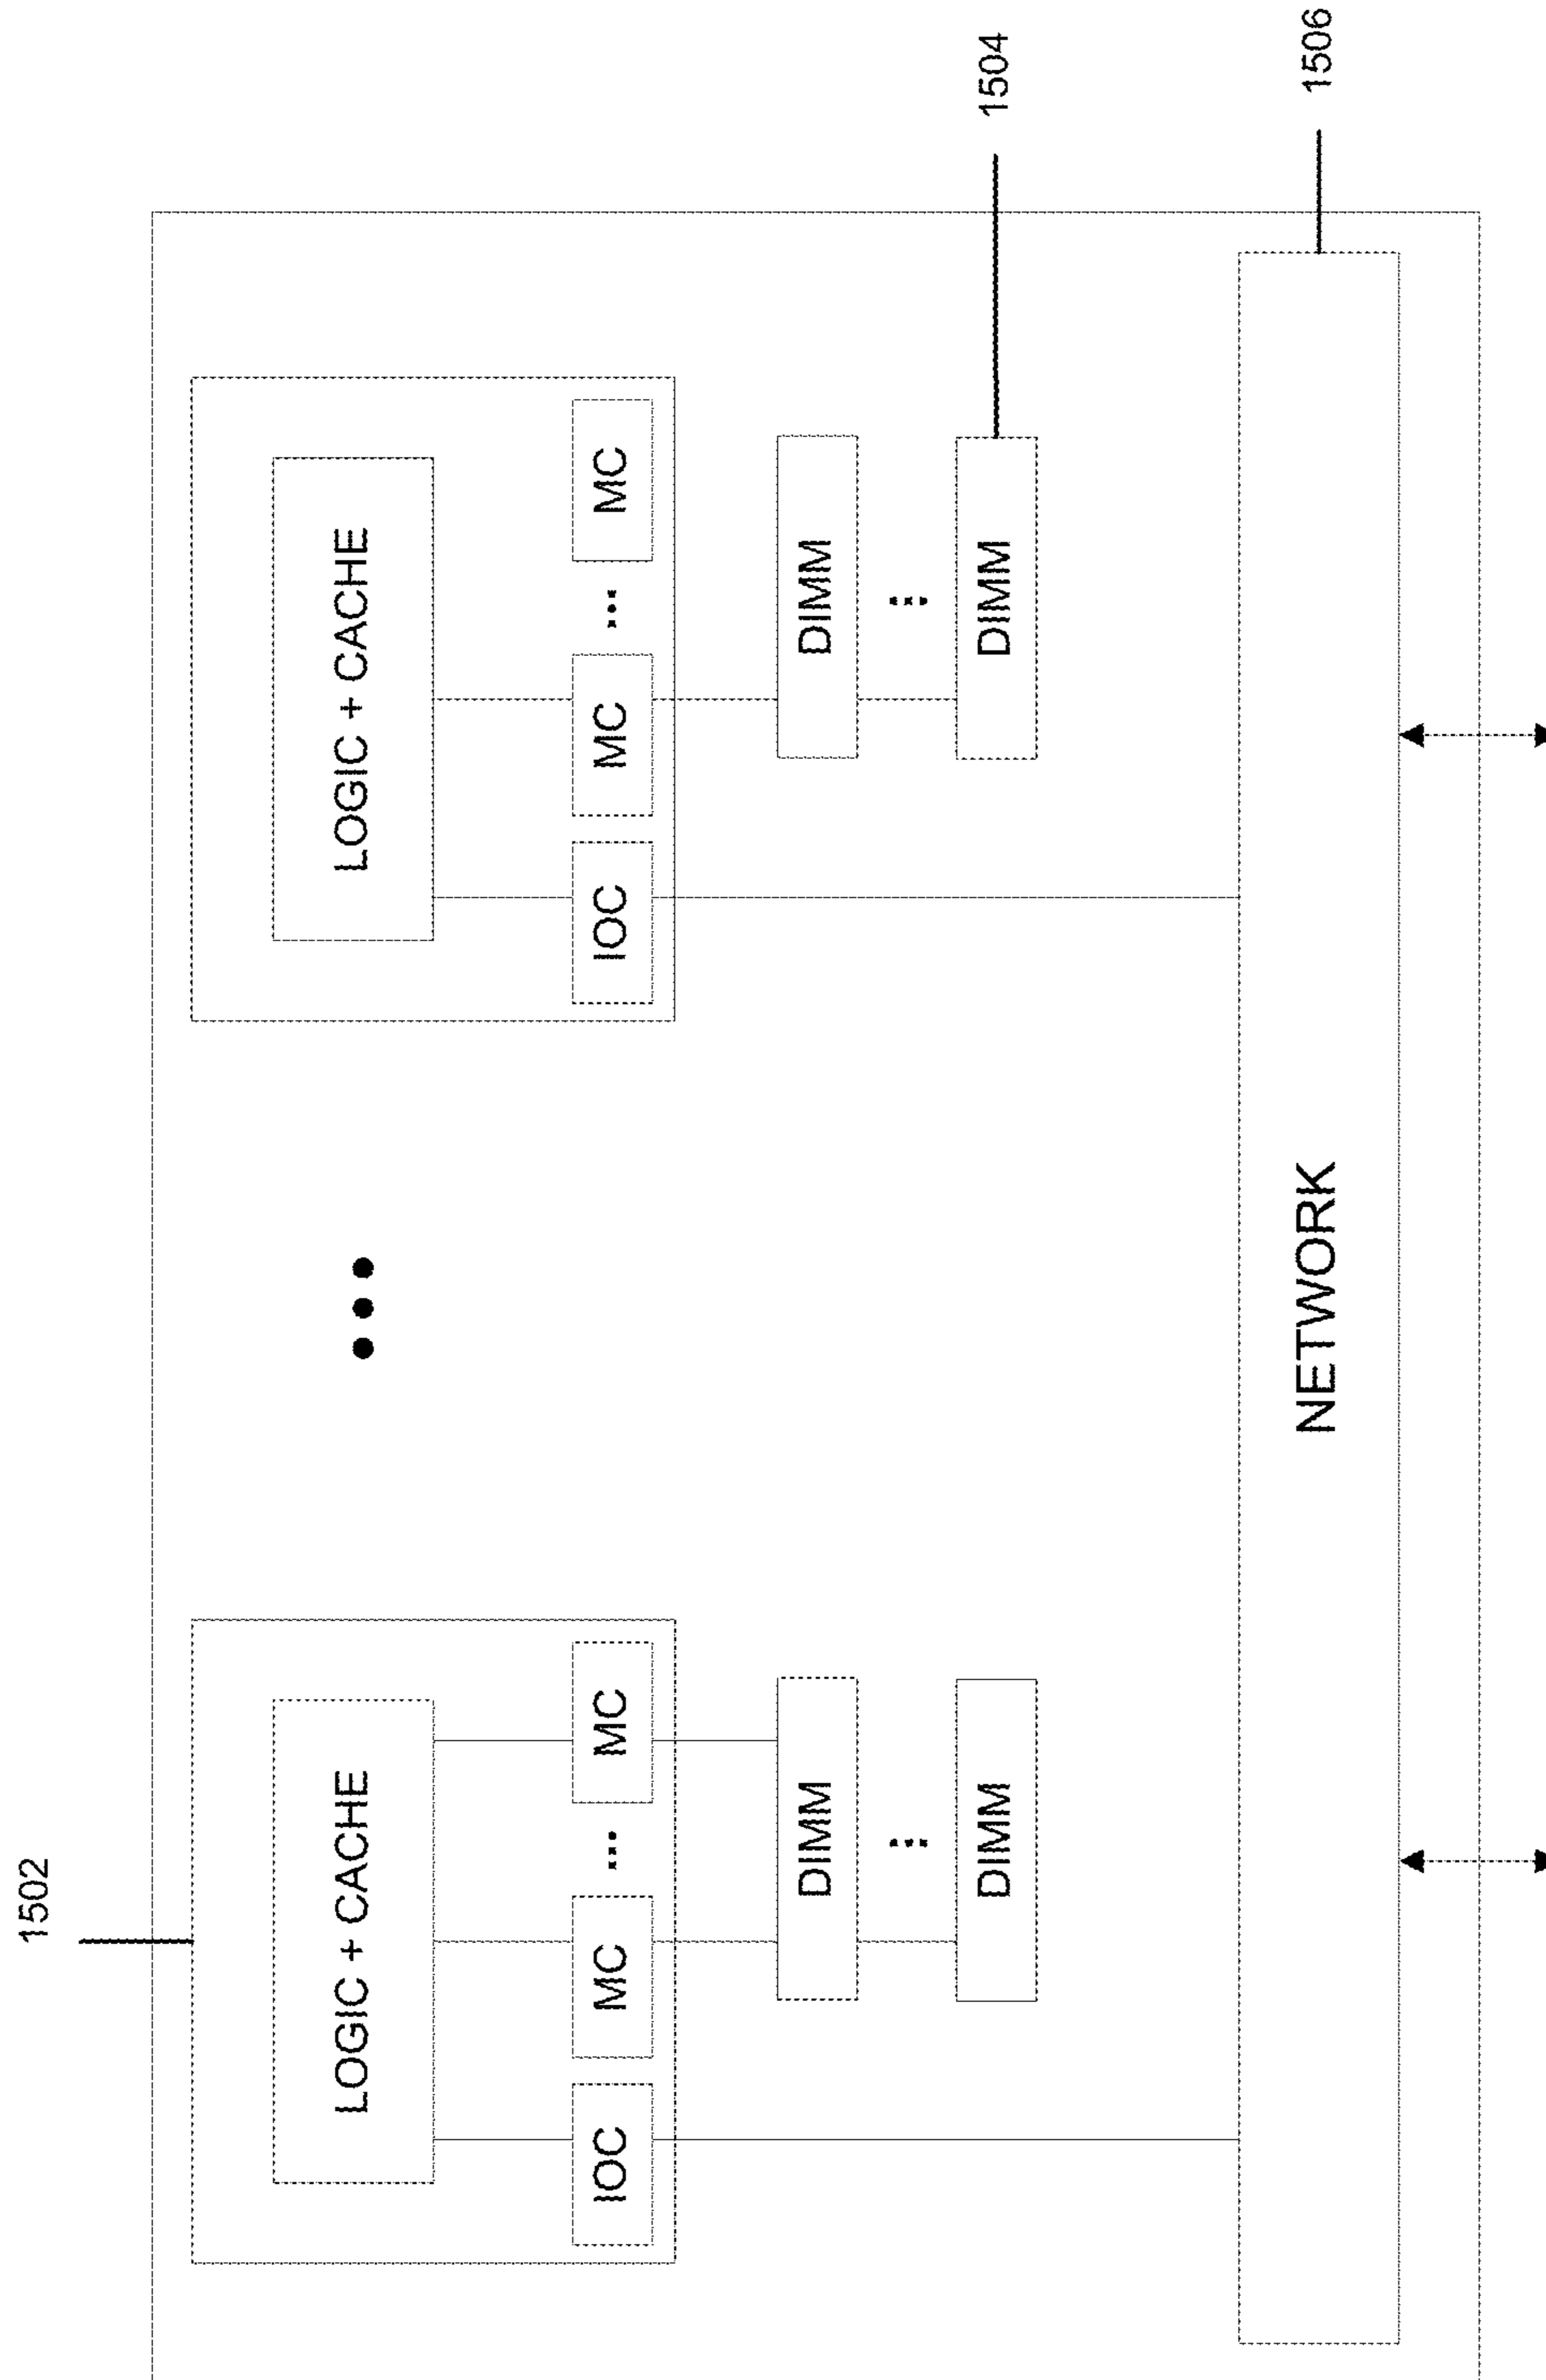 1502
LOGIC + CACHE
LOGIC + CACHE
IOC
MC
...
MC
IOC
MC
...
MC
DIMM
DIMM
DIMM
DIMM
1504
NETWORK
1506